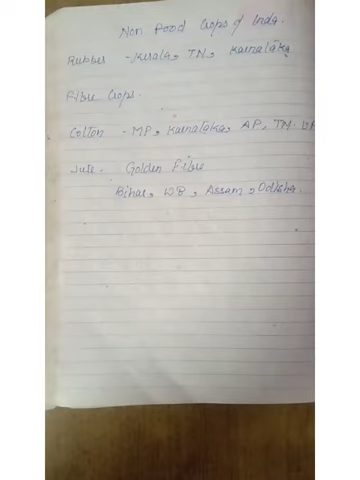 Non Food Crops of India.
Rubber - Kerala, TN, Karnataka
Fibre Crops.
Cotton - MP, Karnataka, AP, TN.
Jute - Golden Fibre
Bihar, WB, Assam, Odisha.